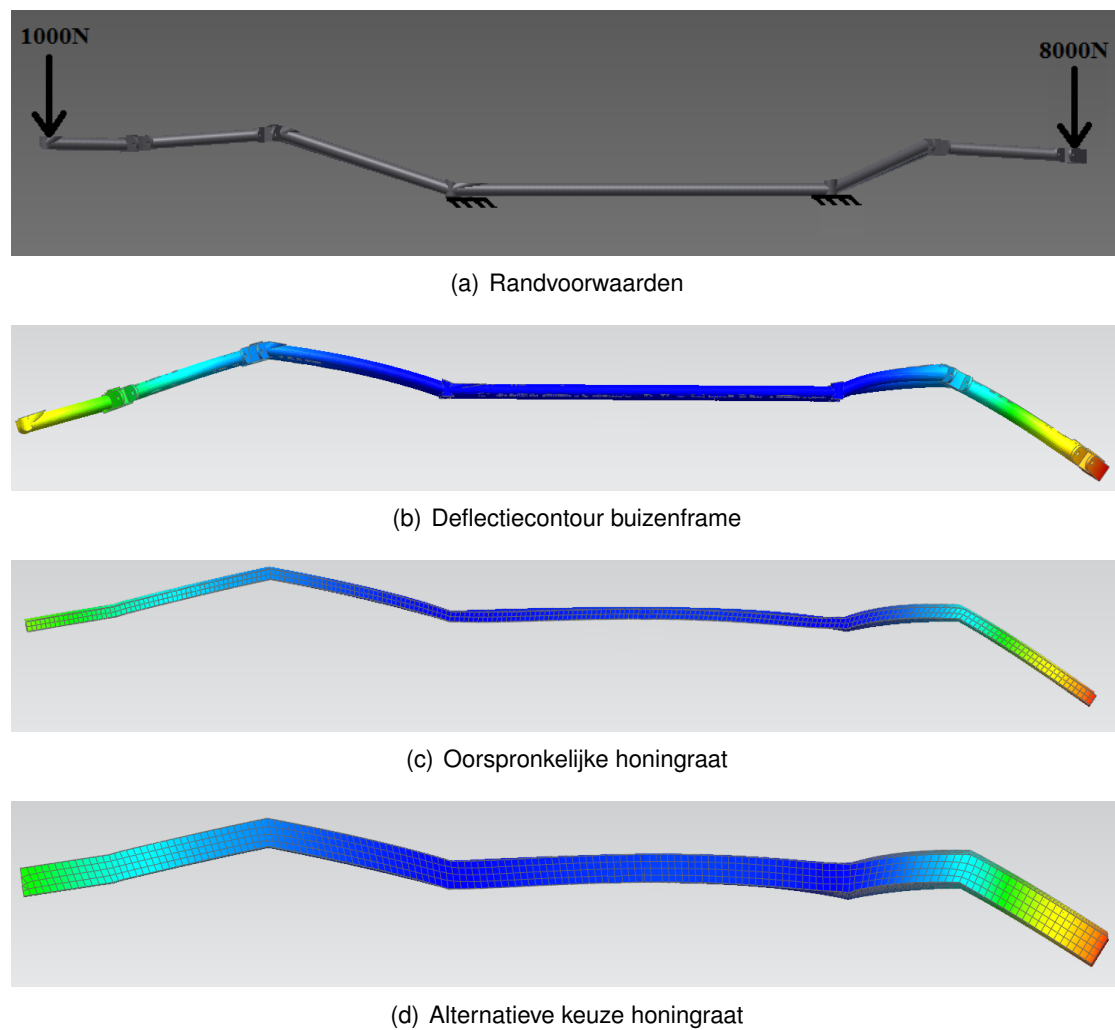 1000N
8000N
(a) Randvoorwaarden
(b) Deflectiecontour buizenframe
(c) Oorspronkelijke honingraat
(d) Alternatieve keuze honingraat